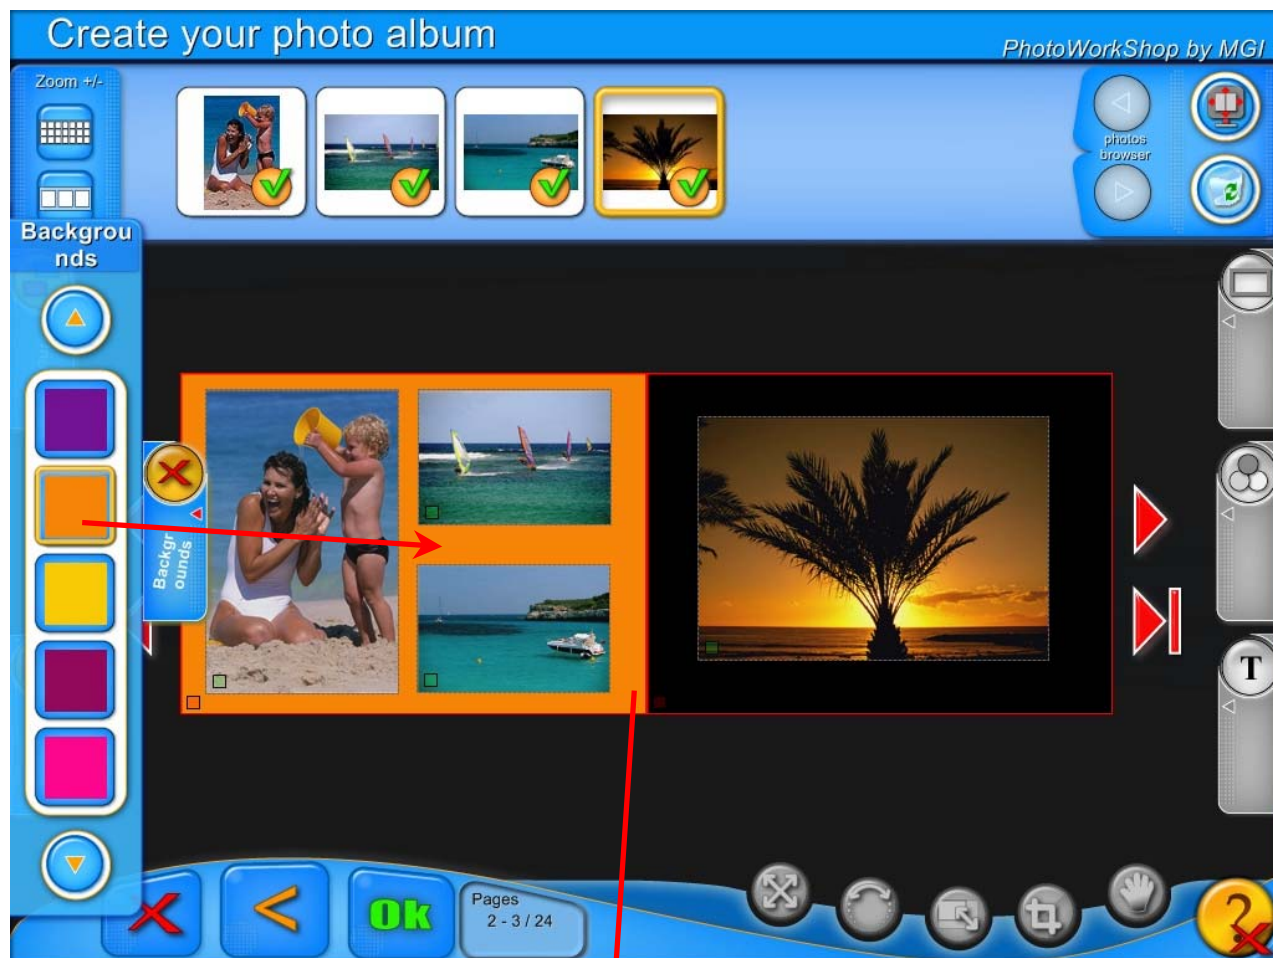 Create your photo album
PhotoWorkShop by MGI
Zoom +/-
photos
browser
Backgrou
nds
Backgr
ounds
T
Ok
Pages
2 - 3 / 24
?